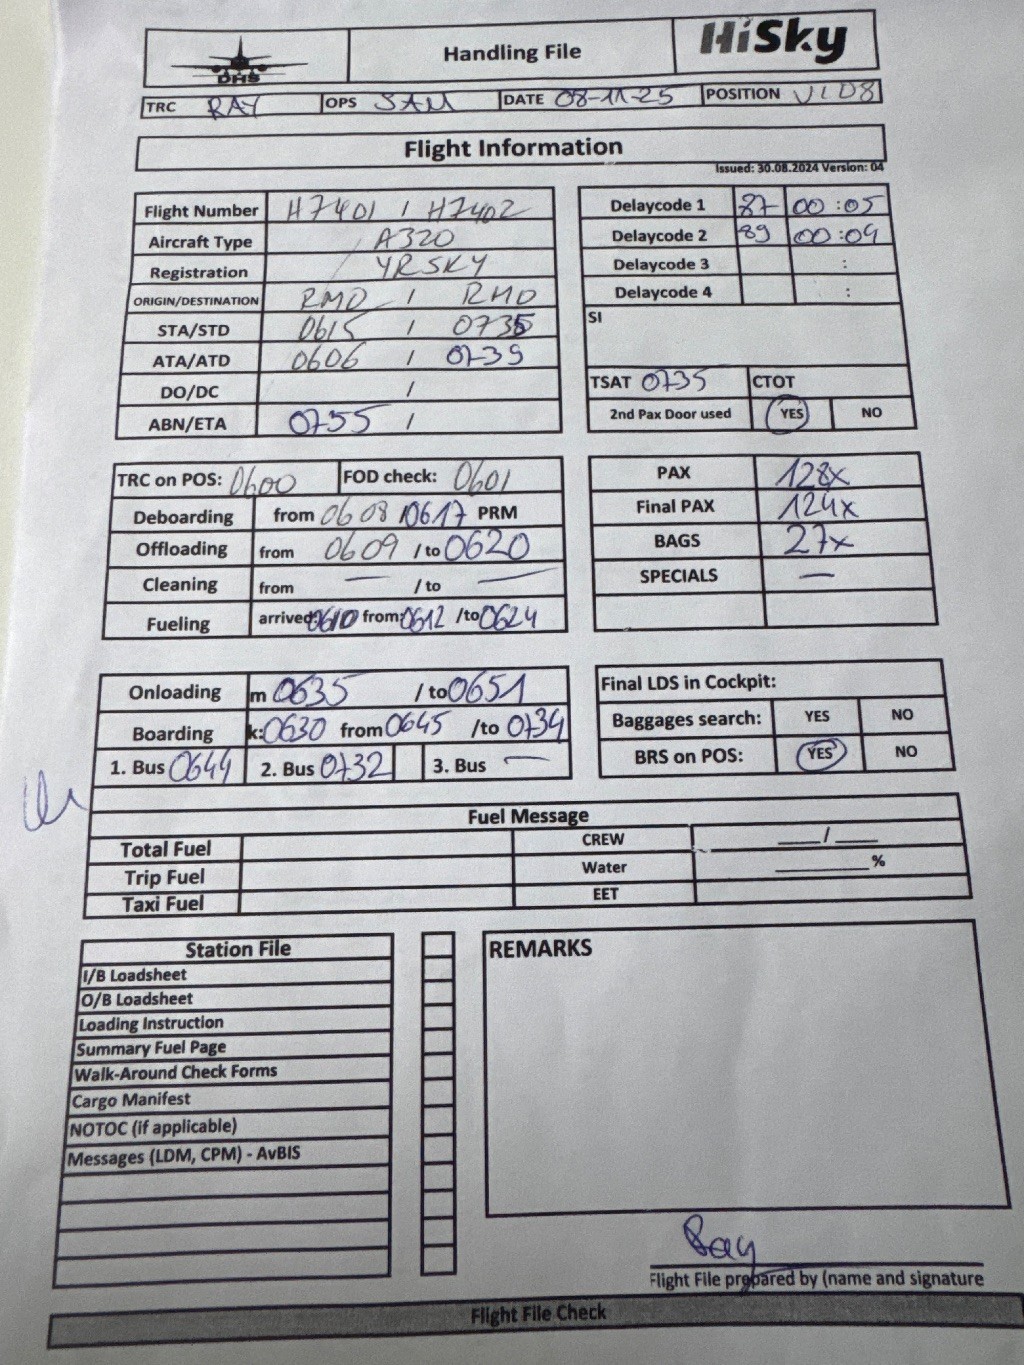 DHS
Handling File
HiSky
TRC RAY OPS SAM DATE 08-11-25 POSITION VLD8
Flight Information
Issued: 30.08.2024 Version: 04
Flight Number H7401 / H7402
Aircraft Type A320
Registration YRSKY
ORIGIN/DESTINATION RMO / RMO
STA/STD 0615 / 0735
ATA/ATD 0606 / 0739
DO/DC /
ABN/ETA 0755 /
Delaycode 1 87 00:05
Delaycode 2 89 00:04
Delaycode 3 :
Delaycode 4 :
SI
TSAT 0735 CTOT
2nd Pax Door used YES NO
TRC on POS: 0600 FOD check: 0601
Deboarding from 0608 /0617 PRM
Offloading from 0609 /to 0620
Cleaning from — /to —
Fueling arrived:0610 from:0612 /to 0624
PAX 128x
Final PAX 124x
BAGS 27x
SPECIALS —
Onloading m 0635 /to 0651
Boarding k:0630 from 0645 /to 0734
1. Bus 0644 2. Bus 0732 3. Bus —
Final LDS in Cockpit:
Baggages search: YES NO
BRS on POS: YES NO
Fuel Message
Total Fuel CREW ____/____
Trip Fuel Water ________%
Taxi Fuel EET
Station File
I/B Loadsheet
O/B Loadsheet
Loading Instruction
Summary Fuel Page
Walk-Around Check Forms
Cargo Manifest
NOTOC (if applicable)
Messages (LDM, CPM) - AvBIS
REMARKS
Ray
Flight File prepared by (name and signature
Flight File Check